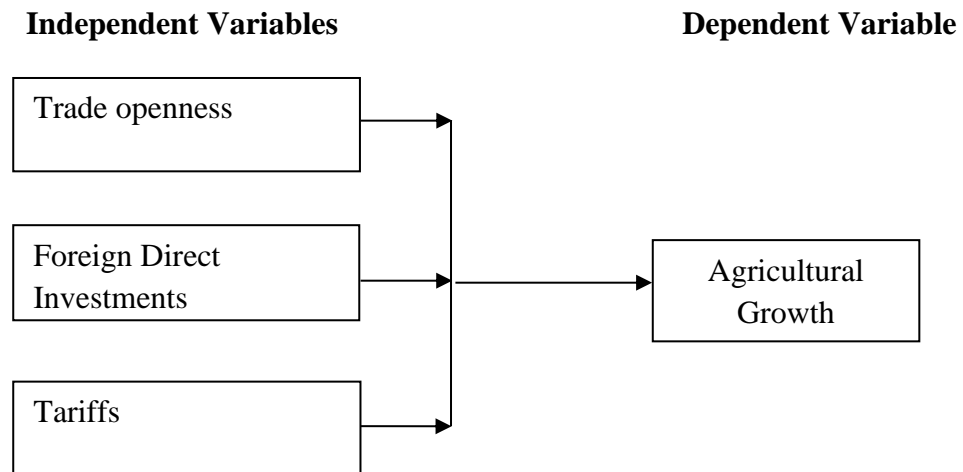 Independent Variables
Dependent Variable
Trade openness
Foreign Direct
Investments
Agricultural
Growth
Tariffs